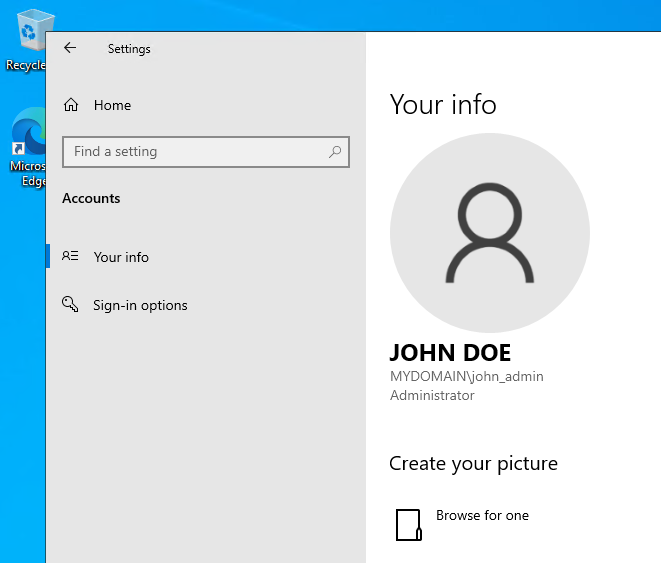 Recycle
Microso
Edge
Settings
Home
Find a setting
Accounts
Your info
Sign-in options
Your info
JOHN DOE
MYDOMAIN\john_admin
Administrator
Create your picture
Browse for one